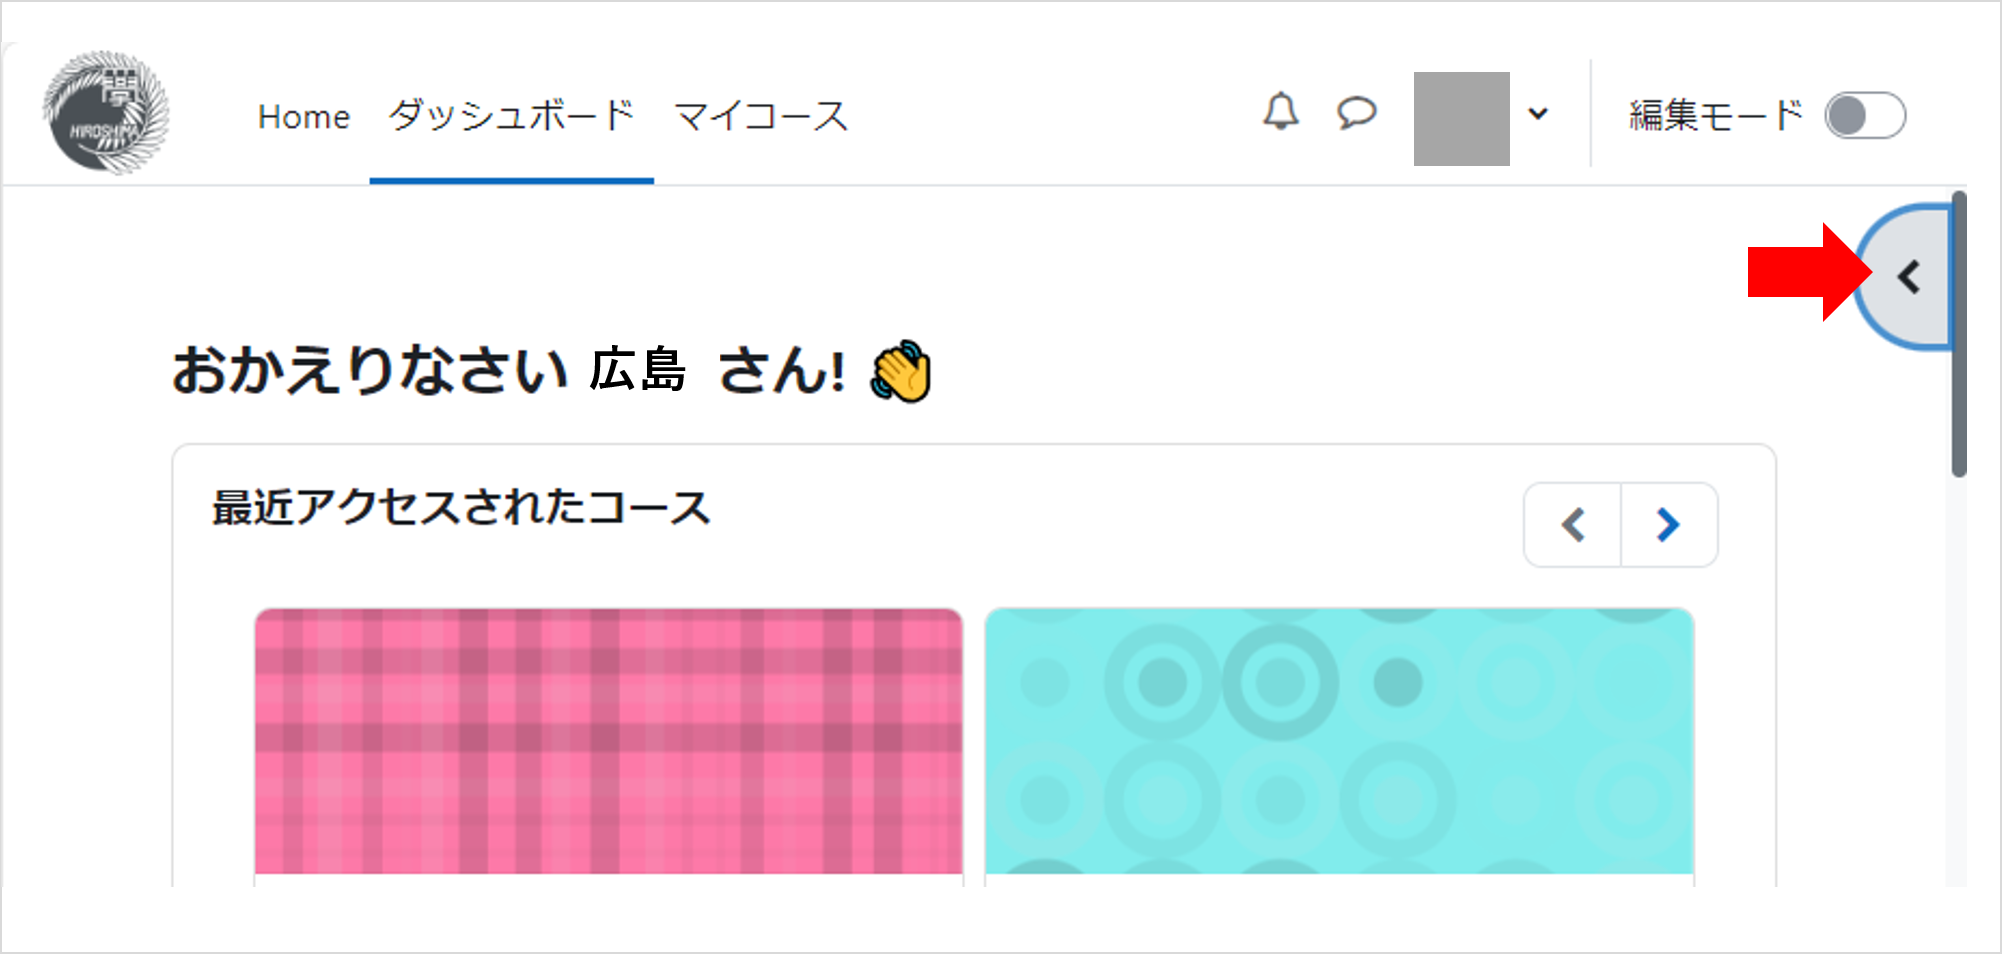 學
HIROSHIMA
Home ダッシュボード マイコース 編集モード
おかえりなさい 広島 さん! 👋
最近アクセスされたコース